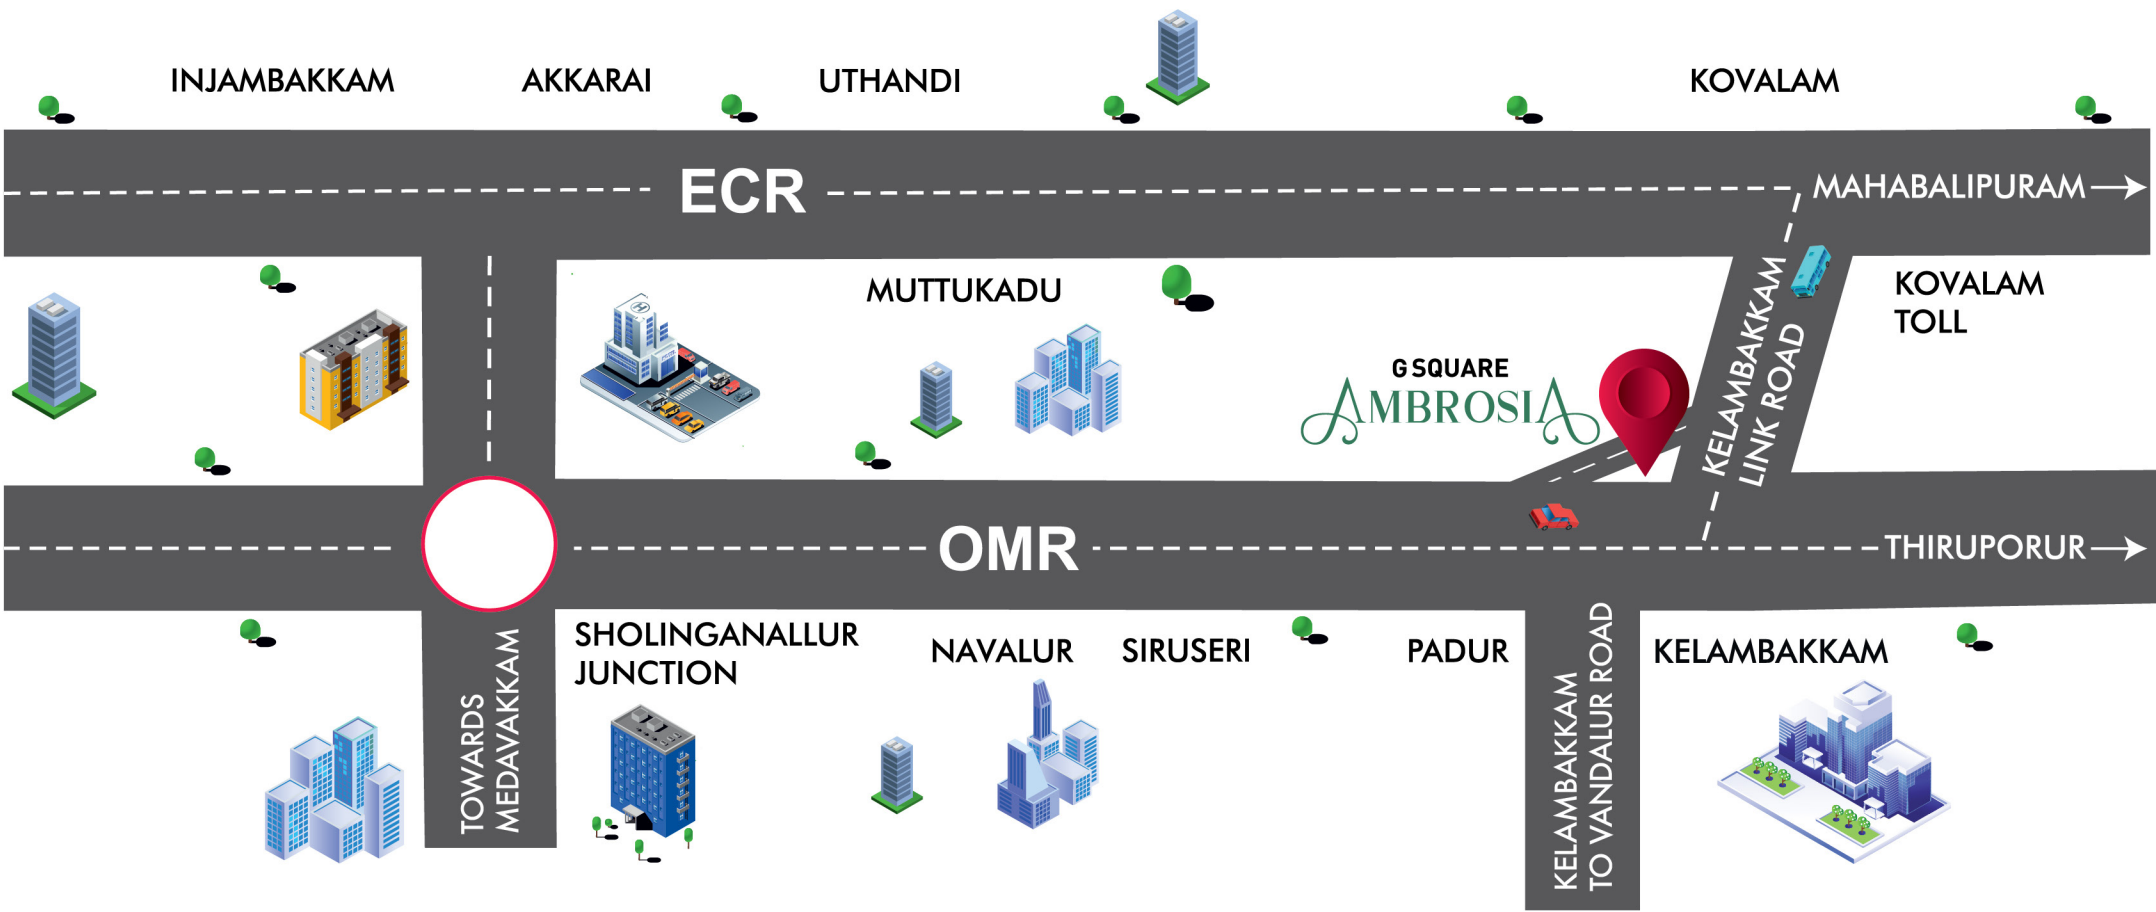 INJAMBAKKAM
AKKARAI
UTHANDI
KOVALAM
ECR
MAHABALIPURAM
MUTTUKADU
KOVALAM
TOLL
G SQUARE
AMBROSIA
KELAMBAKKAM
LINK ROAD
OMR
THIRUPORUR
SHOLINGANALLUR
JUNCTION
NAVALUR
SIRUSERI
PADUR
KELAMBAKKAM
TOWARDS
MEDAVAKKAM
KELAMBAKKAM
TO VANDALUR ROAD